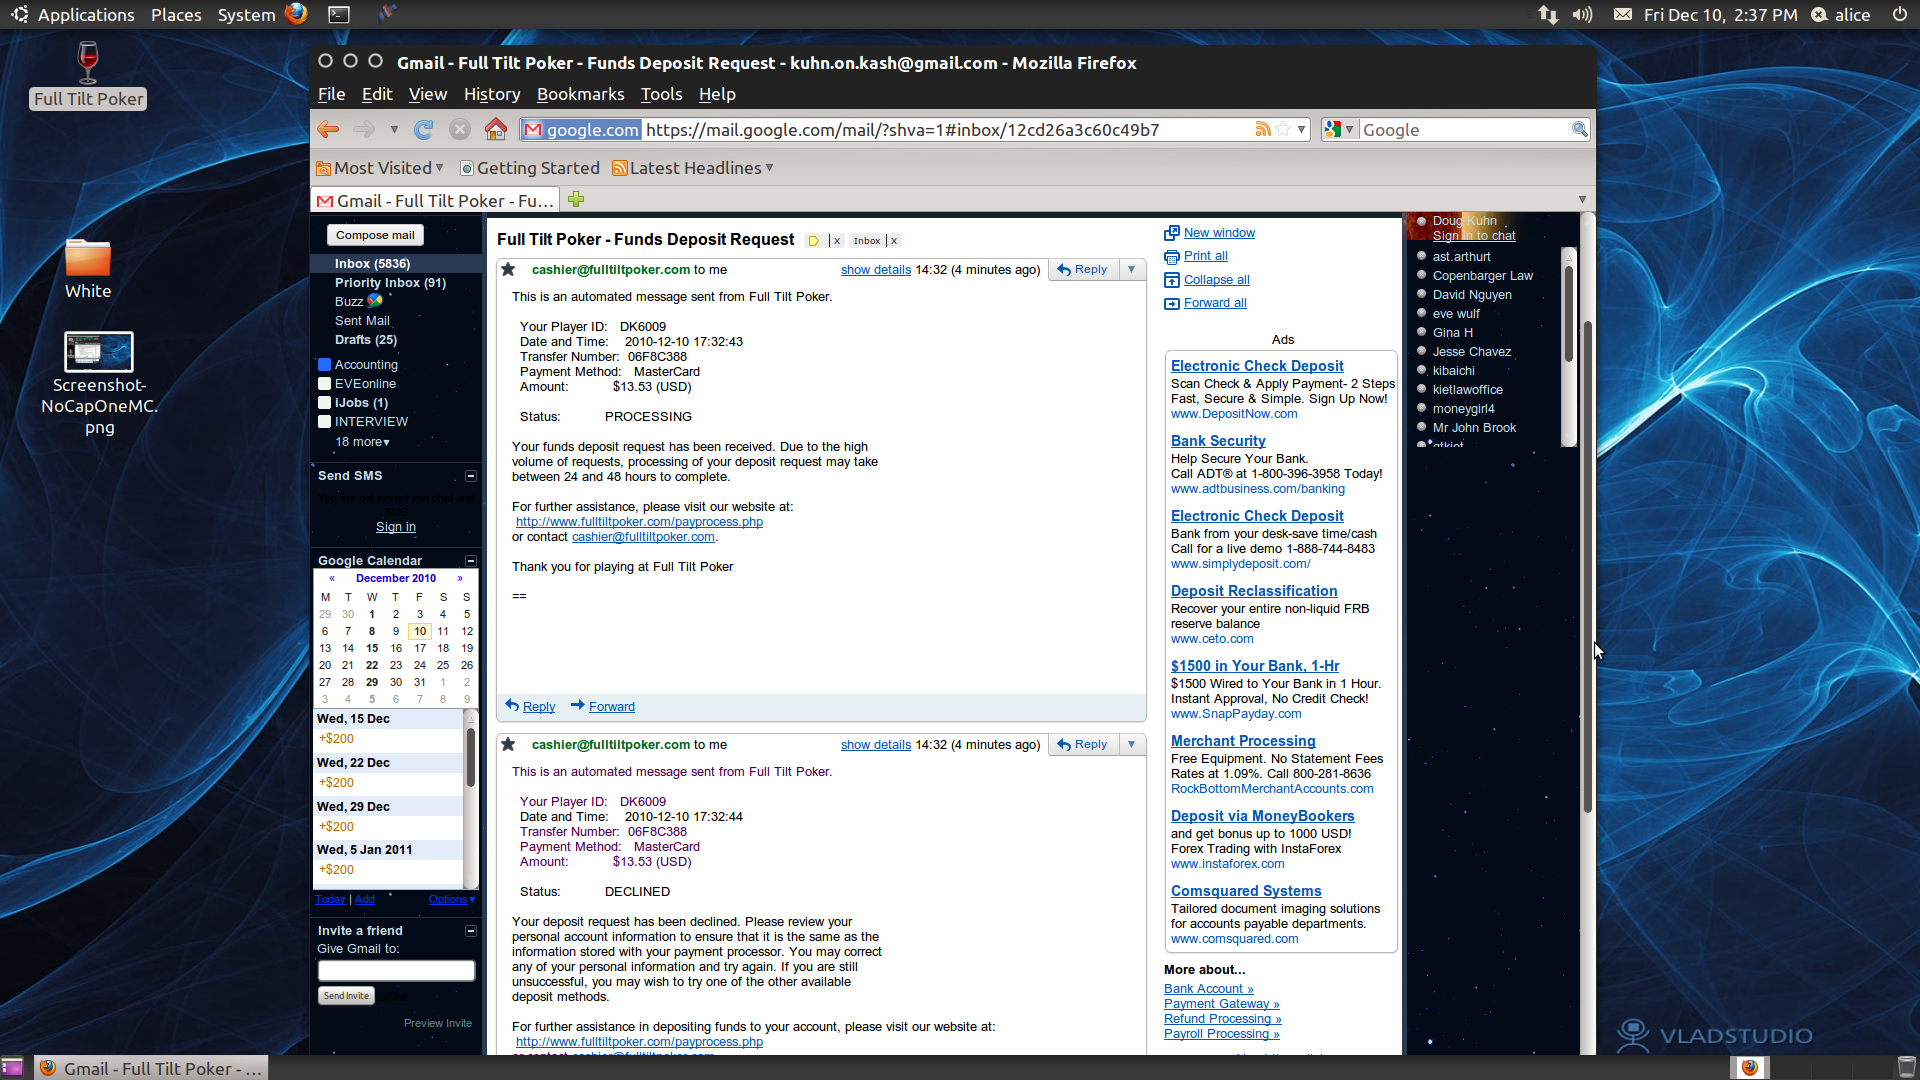 Applications Places System
Fri Dec 10, 2:37 PM alice
Full Tilt Poker
White
Screenshot-
NoCapOneMC.
png
Gmail - Full Tilt Poker - Funds Deposit Request - kuhn.on.kash@gmail.com - Mozilla Firefox
File Edit View History Bookmarks Tools Help
google.com https://mail.google.com/mail/?shva=1#inbox/12cd26a3c60c49b7
Google
Most Visited Getting Started Latest Headlines
Gmail - Full Tilt Poker - Fu...
Compose mail
Inbox (5836)
Priority Inbox (91)
Buzz
Sent Mail
Drafts (25)
Accounting
EVEonline
iJobs (1)
INTERVIEW
18 more▾
Send SMS
Sign in
Google Calendar
« December 2010 »
M T W T F S S
29 30 1 2 3 4 5
6 7 8 9 10 11 12
13 14 15 16 17 18 19
20 21 22 23 24 25 26
27 28 29 30 31 1 2
3 4 5 6 7 8 9
Wed, 15 Dec
+$200
Wed, 22 Dec
+$200
Wed, 29 Dec
+$200
Wed, 5 Jan 2011
+$200
Today | Add Options▾
Invite a friend
Give Gmail to:
Send Invite
Preview Invite
Full Tilt Poker - Funds Deposit Request x Inbox x
cashier@fulltiltpoker.com to me show details 14:32 (4 minutes ago) Reply
This is an automated message sent from Full Tilt Poker.
Your Player ID: DK6009
Date and Time: 2010-12-10 17:32:43
Transfer Number: 06F8C388
Payment Method: MasterCard
Amount: $13.53 (USD)
Status: PROCESSING
Your funds deposit request has been received. Due to the high
volume of requests, processing of your deposit request may take
between 24 and 48 hours to complete.
For further assistance, please visit our website at:
http://www.fulltiltpoker.com/payprocess.php
or contact cashier@fulltiltpoker.com.
Thank you for playing at Full Tilt Poker
==
Reply Forward
cashier@fulltiltpoker.com to me show details 14:32 (4 minutes ago) Reply
This is an automated message sent from Full Tilt Poker.
Your Player ID: DK6009
Date and Time: 2010-12-10 17:32:44
Transfer Number: 06F8C388
Payment Method: MasterCard
Amount: $13.53 (USD)
Status: DECLINED
Your deposit request has been declined. Please review your
personal account information to ensure that it is the same as the
information stored with your payment processor. You may correct
any of your personal information and try again. If you are still
unsuccessful, you may wish to try one of the other available
deposit methods.
For further assistance in depositing funds to your account, please visit our website at:
http://www.fulltiltpoker.com/payprocess.php
or contact cashier@fulltiltpoker.com
New window
Print all
Collapse all
Forward all
Ads
Electronic Check Deposit
Scan Check & Apply Payment- 2 Steps
Fast, Secure & Simple. Sign Up Now!
www.DepositNow.com
Bank Security
Help Secure Your Bank.
Call ADT® at 1-800-396-3958 Today!
www.adtbusiness.com/banking
Electronic Check Deposit
Bank from your desk-save time/cash
Call for a live demo 1-888-744-8483
www.simplydeposit.com/
Deposit Reclassification
Recover your entire non-liquid FRB
reserve balance
www.ceto.com
$1500 in Your Bank, 1-Hr
$1500 Wired to Your Bank in 1 Hour.
Instant Approval, No Credit Check!
www.SnapPayday.com
Merchant Processing
Free Equipment. No Statement Fees
Rates at 1.09%. Call 800-281-8636
RockBottomMerchantAccounts.com
Deposit via MoneyBookers
and get bonus up to 1000 USD!
Forex Trading with InstaForex
www.instaforex.com
Comsquared Systems
Tailored document imaging solutions
for accounts payable departments.
www.comsquared.com
More about...
Bank Account »
Payment Gateway »
Refund Processing »
Payroll Processing »
Doug Kuhn
Sign in to chat
ast.arthurt
Copenbarger Law
David Nguyen
eve wulf
Gina H
Jesse Chavez
kibaichi
kietlawoffice
moneygirl4
Mr John Brook
VLADSTUDIO
Gmail - Full Tilt Poker - ...